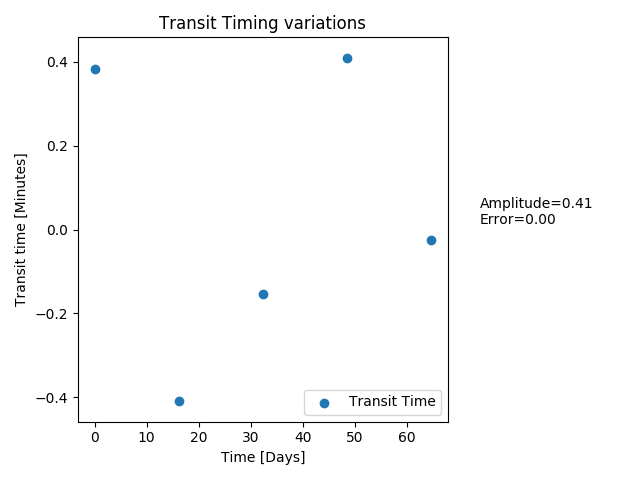 Transit Timing variations
0.4
0.2
0.0
−0.2
−0.4
Transit time [Minutes]
0
10
20
30
40
50
60
Time [Days]
Transit Time
Amplitude=0.41
Error=0.00